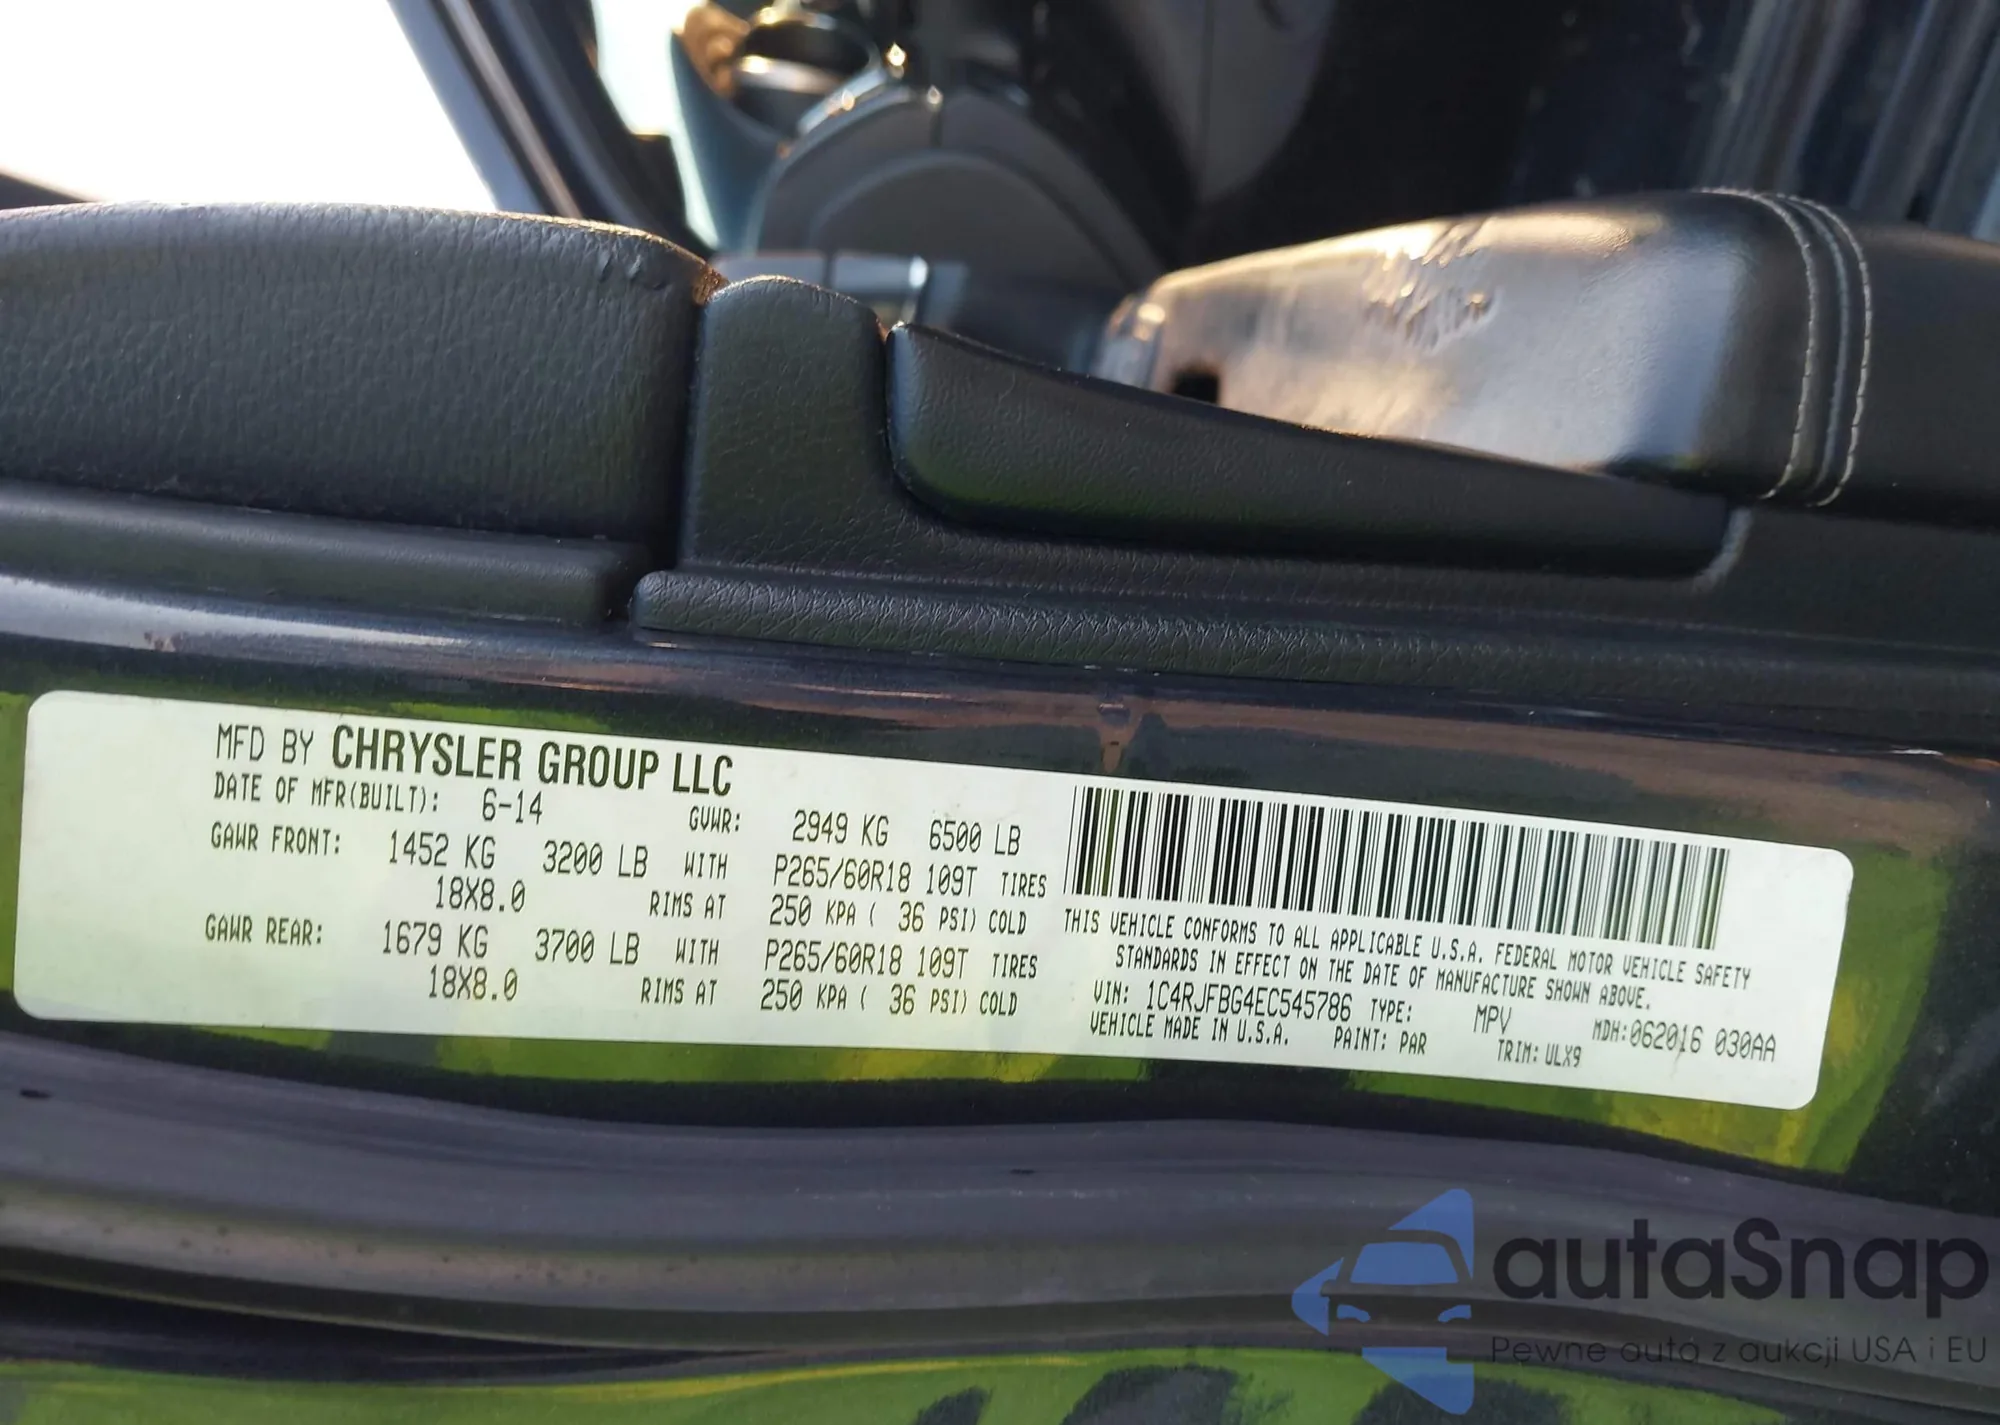 MFD BY CHRYSLER GROUP LLC
DATE OF MFR(BUILT): 6-14 GVWR: 2949 KG 6500 LB
GAWR FRONT: 1452 KG 3200 LB WITH P265/60R18 109T TIRES
18X8.0 RIMS AT 250 KPA ( 36 PSI) COLD
GAWR REAR: 1679 KG 3700 LB WITH P265/60R18 109T TIRES
18X8.0 RIMS AT 250 KPA ( 36 PSI) COLD
THIS VEHICLE CONFORMS TO ALL APPLICABLE U.S.A. FEDERAL MOTOR VEHICLE SAFETY
STANDARDS IN EFFECT ON THE DATE OF MANUFACTURE SHOWN ABOVE.
VIN: 1C4RJFBG4EC545786 TYPE: MPV MDH:062016 030AA
VEHICLE MADE IN U.S.A. PAINT: PAR TRIM: ULX9
autaSnap
Pewne auto z aukcji USA i EU